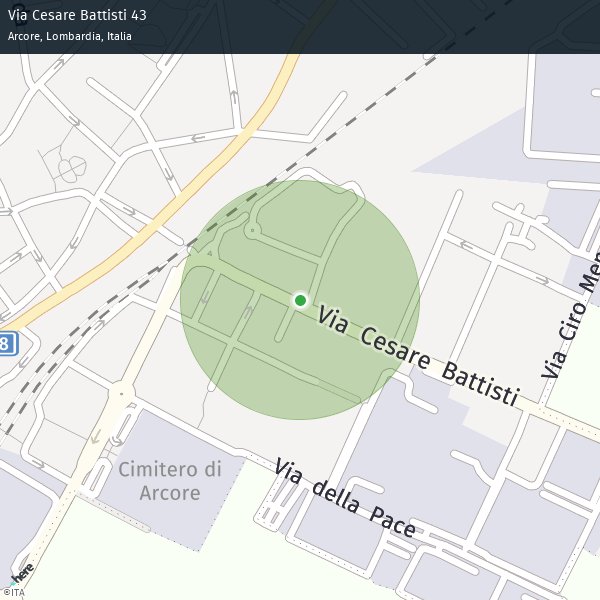 Via Cesare Battisti 43
Arcore, Lombardia, Italia
Via Cesare Battisti
Via Ciro Men
8
Cimitero di
Arcore
Via della Pace
here
©ITA